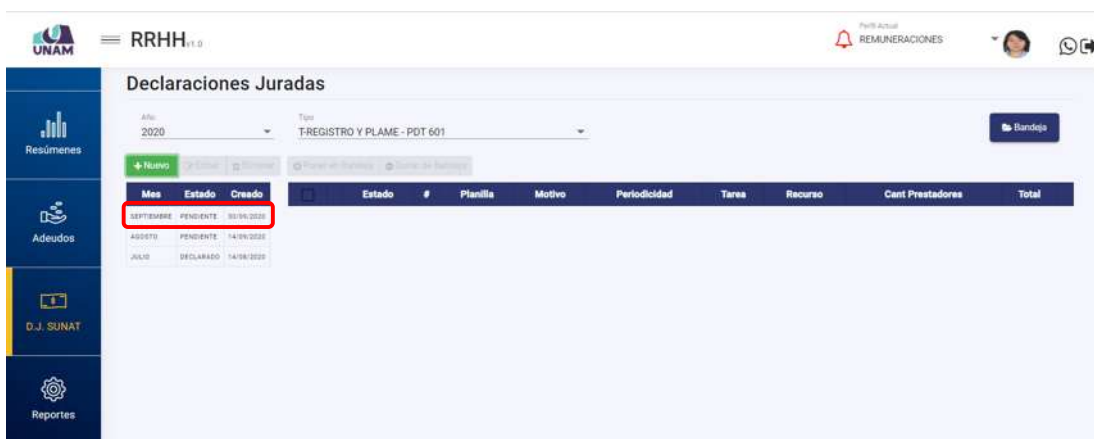 UNAM
RRHH v1.0
Perfil Actual
REMUNERACIONES
Declaraciones Juradas
Año
2020
Tipo
T-REGISTRO Y PLAME - PDT 601
Bandeja
Nuevo Editar Eliminar
Mes Estado Creado
SEPTIEMBRE PENDIENTE
AGOSTO PENDIENTE 14/09/2020
JULIO DECLARADO 14/08/2020
Estado # Planilla Motivo Periodicidad Tarea Recurso Cant Prestadores Total
Resúmenes
Adeudos
D.J. SUNAT
Reportes